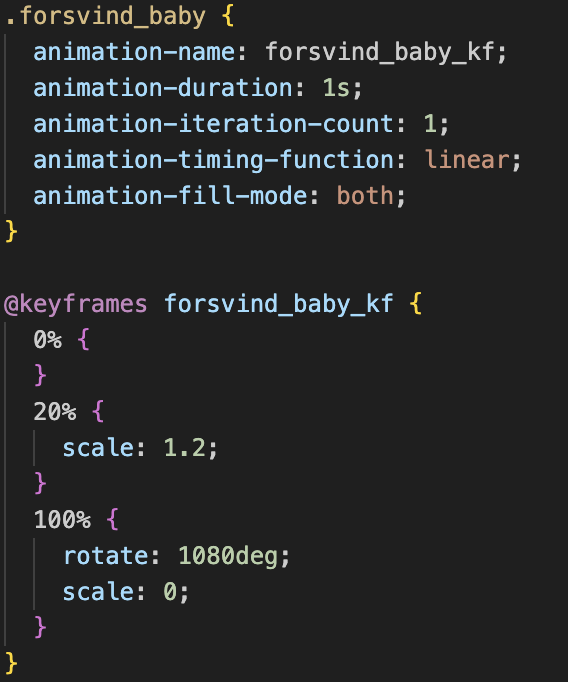 .forsvind_baby {
  animation-name: forsvind_baby_kf;
  animation-duration: 1s;
  animation-iteration-count: 1;
  animation-timing-function: linear;
  animation-fill-mode: both;
}

@keyframes forsvind_baby_kf {
  0% {
  }
  20% {
    scale: 1.2;
  }
  100% {
    rotate: 1080deg;
    scale: 0;
  }
}